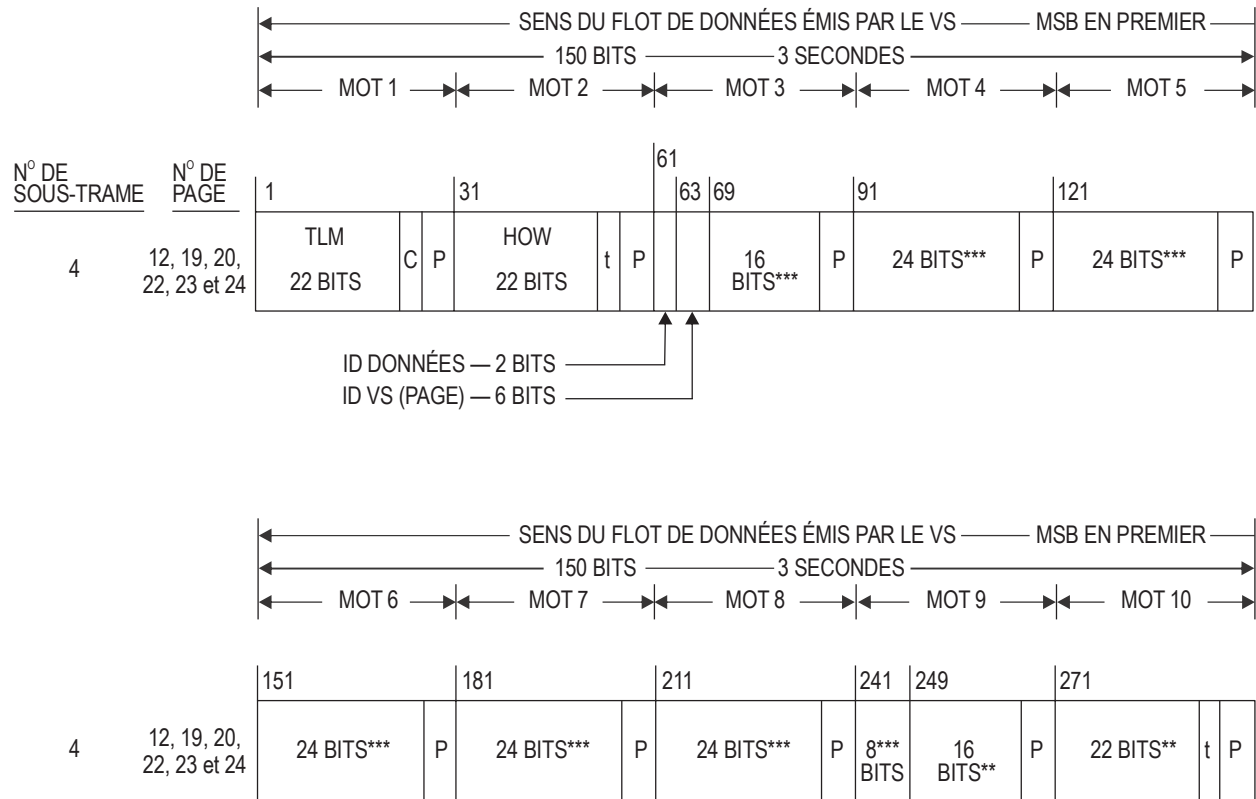 SENS DU FLOT DE DONNÉES ÉMIS PAR LE VS MSB EN PREMIER
150 BITS 3 SECONDES
MOT 1 MOT 2 MOT 3 MOT 4 MOT 5
N° DE SOUS-TRAME
N° DE PAGE
1 31 61 63 69 91 121
4
12, 19, 20,
22, 23 et 24
TLM
22 BITS
C
P
HOW
22 BITS
t
P
16
BITS***
P
24 BITS***
P
24 BITS***
P
ID DONNÉES — 2 BITS
ID VS (PAGE) — 6 BITS
SENS DU FLOT DE DONNÉES ÉMIS PAR LE VS MSB EN PREMIER
150 BITS 3 SECONDES
MOT 6 MOT 7 MOT 8 MOT 9 MOT 10
151 181 211 241 249 271
4
12, 19, 20,
22, 23 et 24
24 BITS***
P
24 BITS***
P
24 BITS***
P
8***
BITS
16
BITS**
P
22 BITS**
t
P